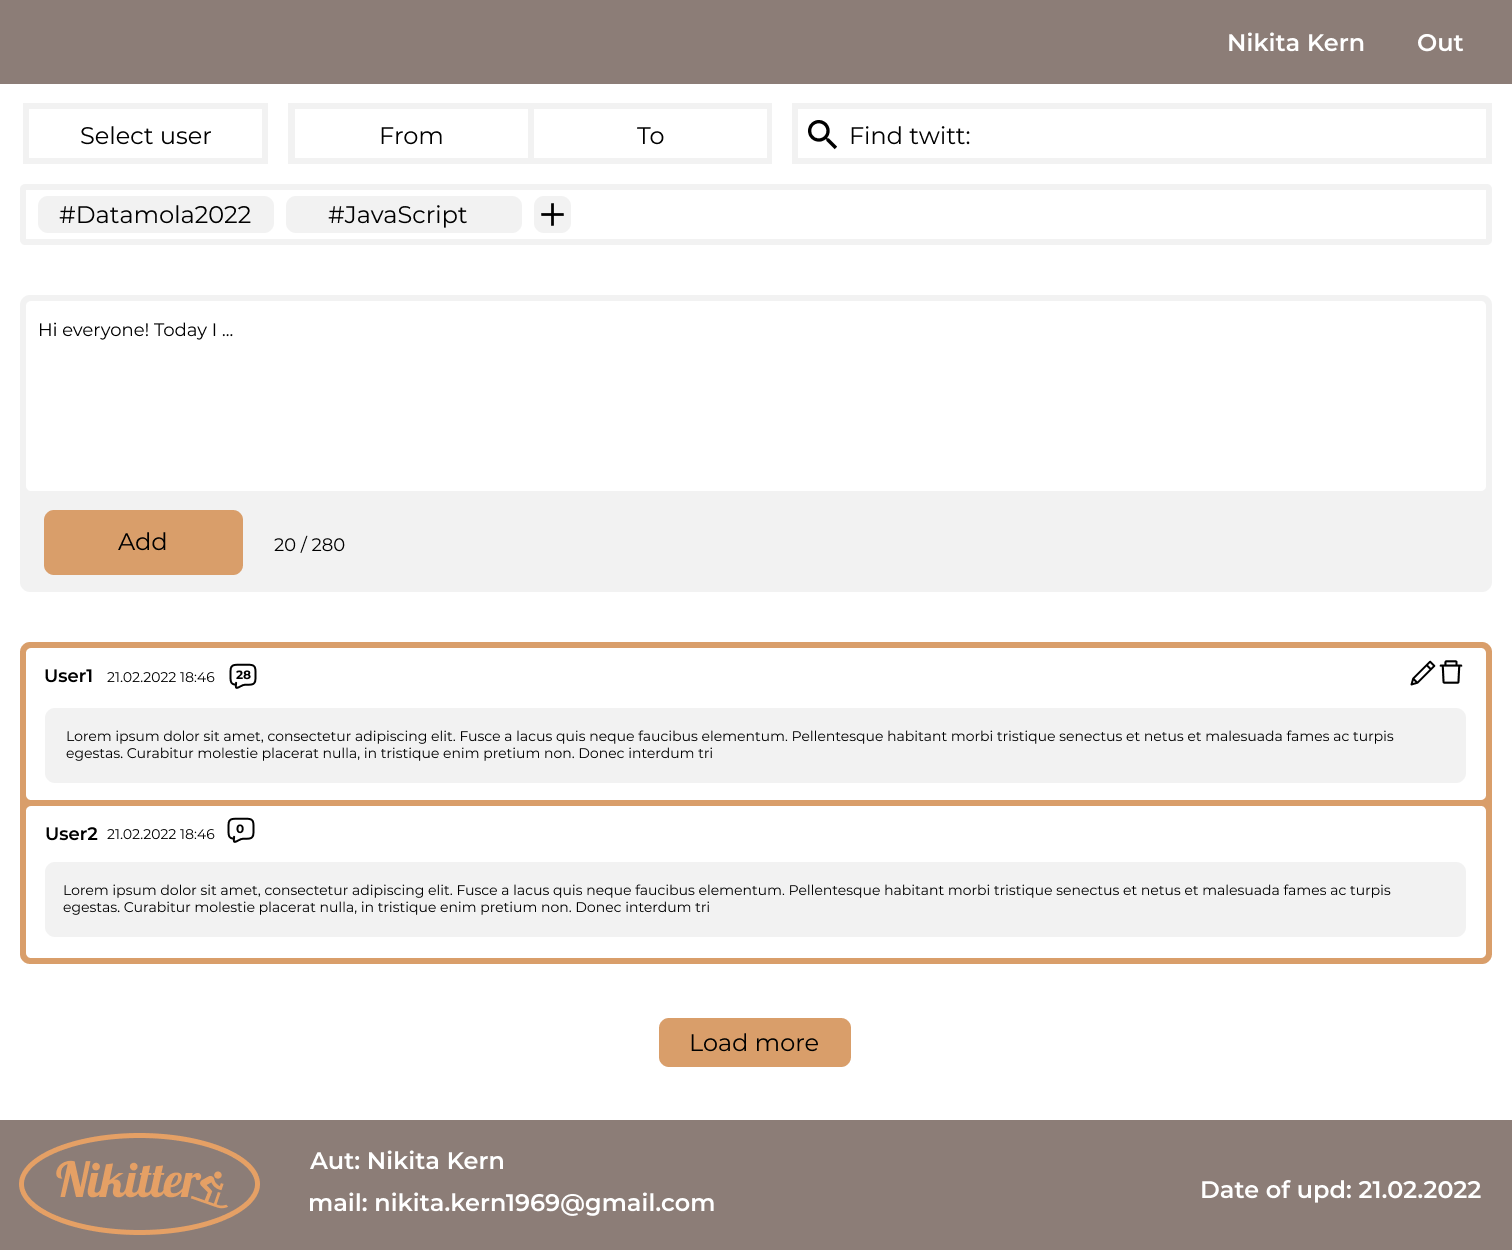 Nikita Kern Out
Select user From To Find twitt:
#Datamola2022 #JavaScript
Hi everyone! Today I ...
Add 20 / 280
User1 21.02.2022 18:46 28
Lorem ipsum dolor sit amet, consectetur adipiscing elit. Fusce a lacus quis neque faucibus elementum. Pellentesque habitant morbi tristique senectus et netus et malesuada fames ac turpis
egestas. Curabitur molestie placerat nulla, in tristique enim pretium non. Donec interdum tri
User2 21.02.2022 18:46 0
Lorem ipsum dolor sit amet, consectetur adipiscing elit. Fusce a lacus quis neque faucibus elementum. Pellentesque habitant morbi tristique senectus et netus et malesuada fames ac turpis
egestas. Curabitur molestie placerat nulla, in tristique enim pretium non. Donec interdum tri
Load more
Nikitter
Aut: Nikita Kern
mail: nikita.kern1969@gmail.com
Date of upd: 21.02.2022